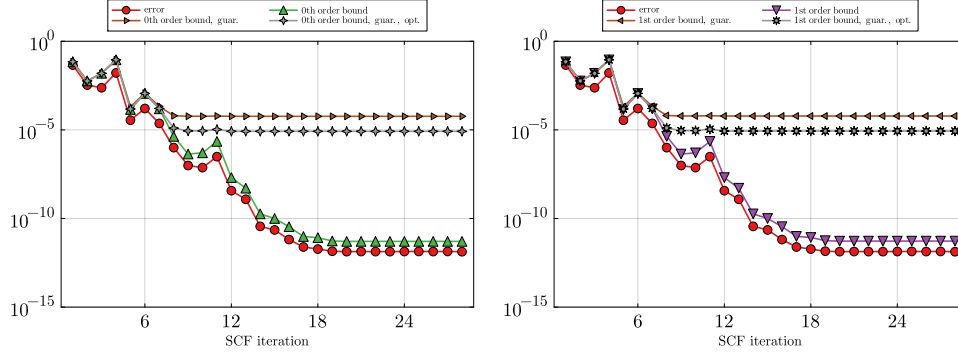 error
0th order bound
0th order bound, guar.
0th order bound, guar., opt.
10^0
10^-5
10^-10
10^-15
6
12
18
24
SCF iteration
error
1st order bound
1st order bound, guar.
1st order bound, guar., opt.
10^0
10^-5
10^-10
10^-15
6
12
18
24
SCF iteration